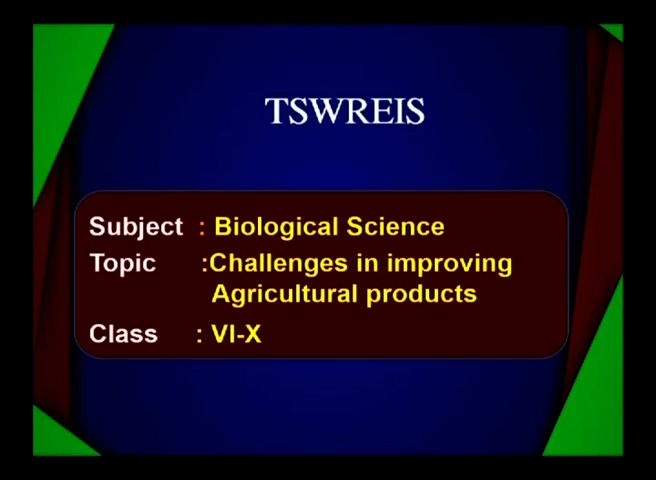 TSWREIS
Subject : Biological Science
Topic :Challenges in improving
Agricultural products
Class : VI-X